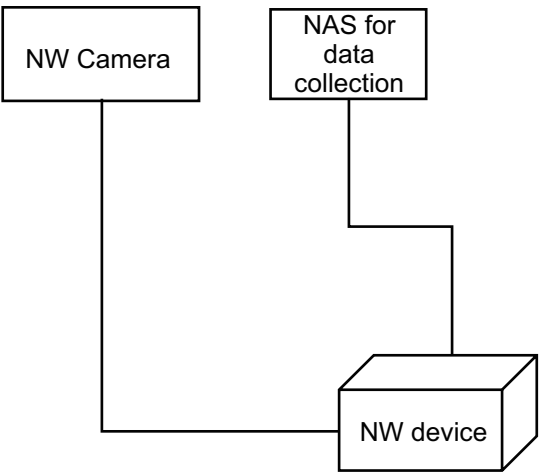 NW Camera
NAS for
data
collection
NW device